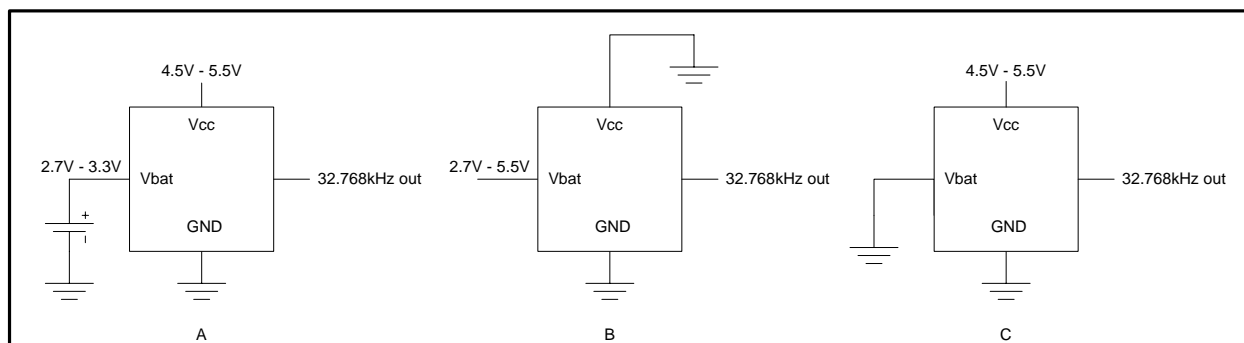 4.5V - 5.5V
Vcc
2.7V - 3.3V
Vbat
32.768kHz out
+
GND
A
Vcc
2.7V - 5.5V
Vbat
32.768kHz out
GND
B
4.5V - 5.5V
Vcc
Vbat
32.768kHz out
GND
C